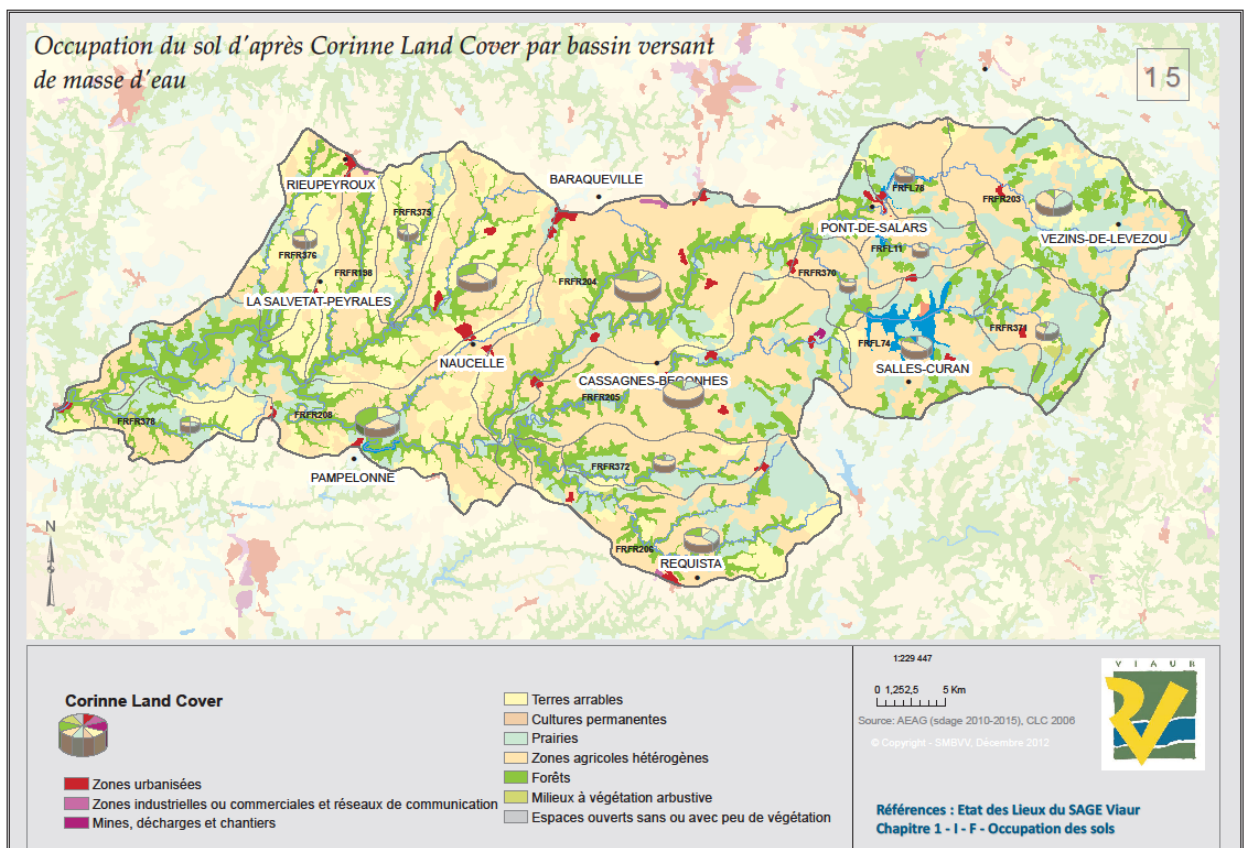 Occupation du sol d'après Corinne Land Cover par bassin versant
de masse d'eau
15
RIEUPEYROUX
BARAQUEVILLE
FRFL78
FRFR203
FRFR375
PONT-DE-SALARS
VEZINS-DE-LEVEZOU
FRFR376
FRFL11
FRFR198
FRFR204
FRFR370
LA SALVETAT-PEYRALES
FRFR371
FRFL74
NAUCELLE
SALLES-CURAN
CASSAGNES-BEGONHES
FRFR205
FRFR208
FRFR378
FRFR372
PAMPELONNE
N
FRFR206
REQUISTA
Corinne Land Cover
Zones urbanisées
Zones industrielles ou commerciales et réseaux de communication
Mines, décharges et chantiers
Terres arrables
Cultures permanentes
Prairies
Zones agricoles hétérogènes
Forêts
Milieux à végétation arbustive
Espaces ouverts sans ou avec peu de végétation
1:229 447
0 1,252,5 5 Km
Source: AEAG (sdage 2010-2015), CLC 2006
© Copyright - SMBVV, Décembre 2012
VIAUR
Références : Etat des Lieux du SAGE Viaur
Chapitre 1 - I - F - Occupation des sols